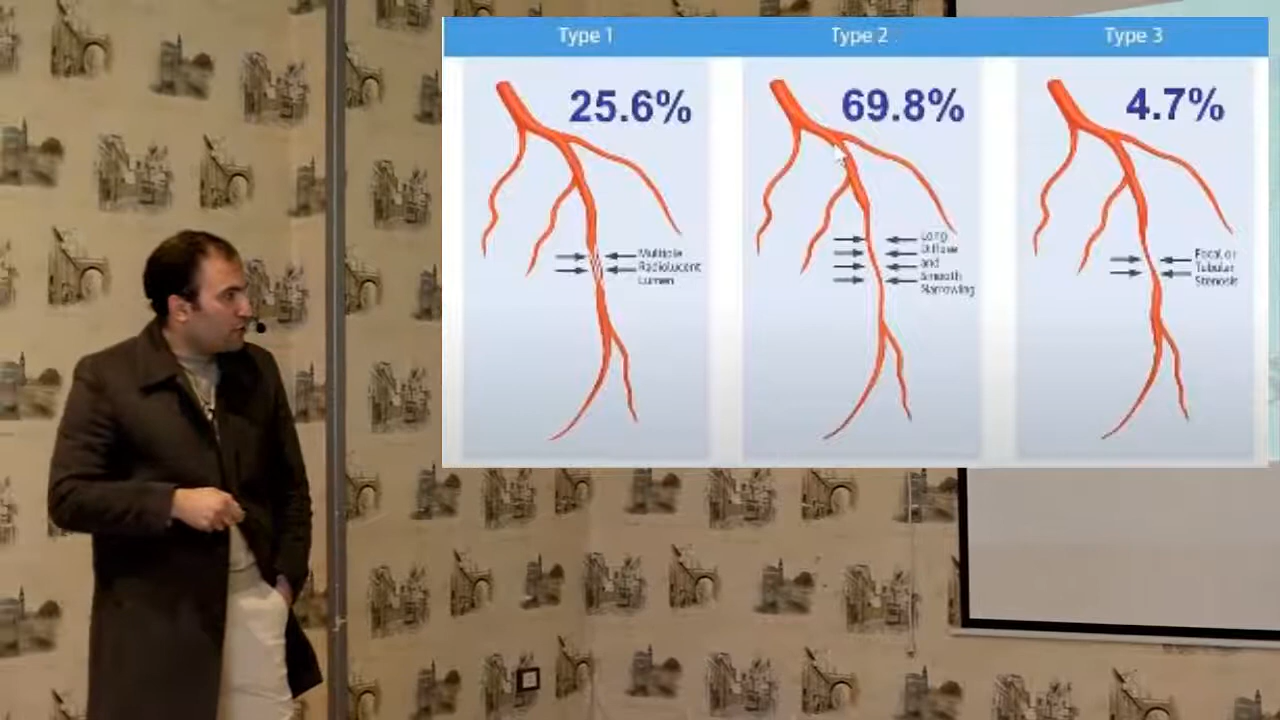 Type 1
Type 2
Type 3
25.6%
69.8%
4.7%
Multiple
Radiolucent
Lumen
Long
Diffuse
and
Smooth
Narrowing
Focal or
Tubular
Stenosis